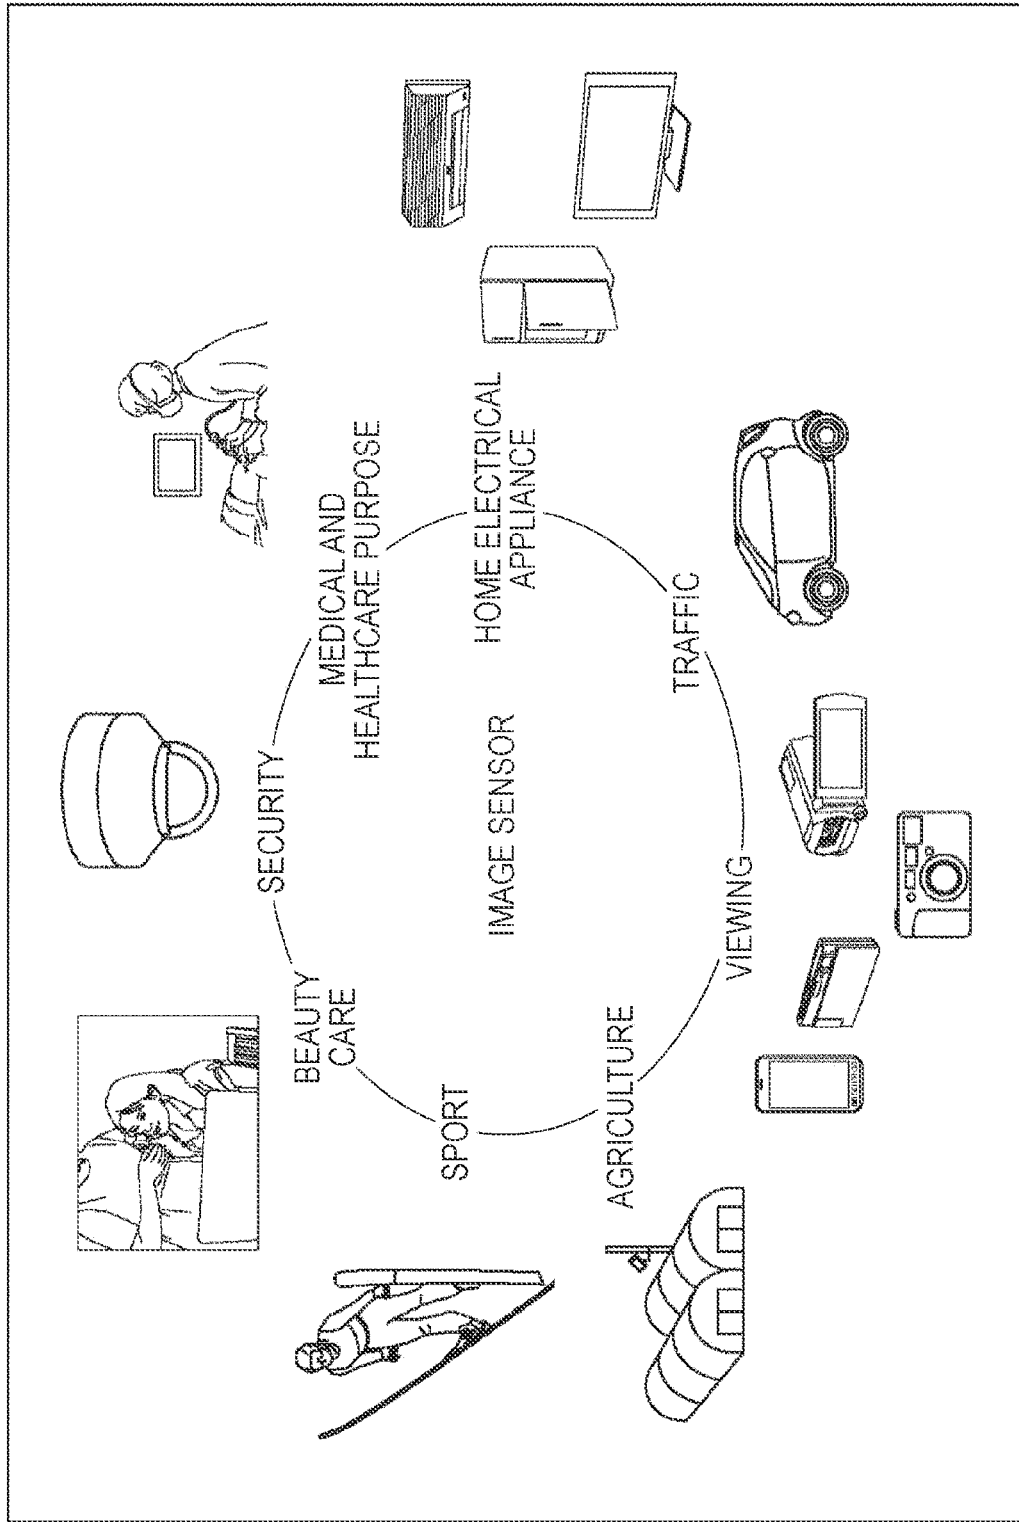 SECURITY
BEAUTY
CARE
MEDICAL AND
HEALTHCARE PURPOSE
SPORT
IMAGE SENSOR
HOME ELECTRICAL
APPLIANCE
AGRICULTURE
TRAFFIC
VIEWING